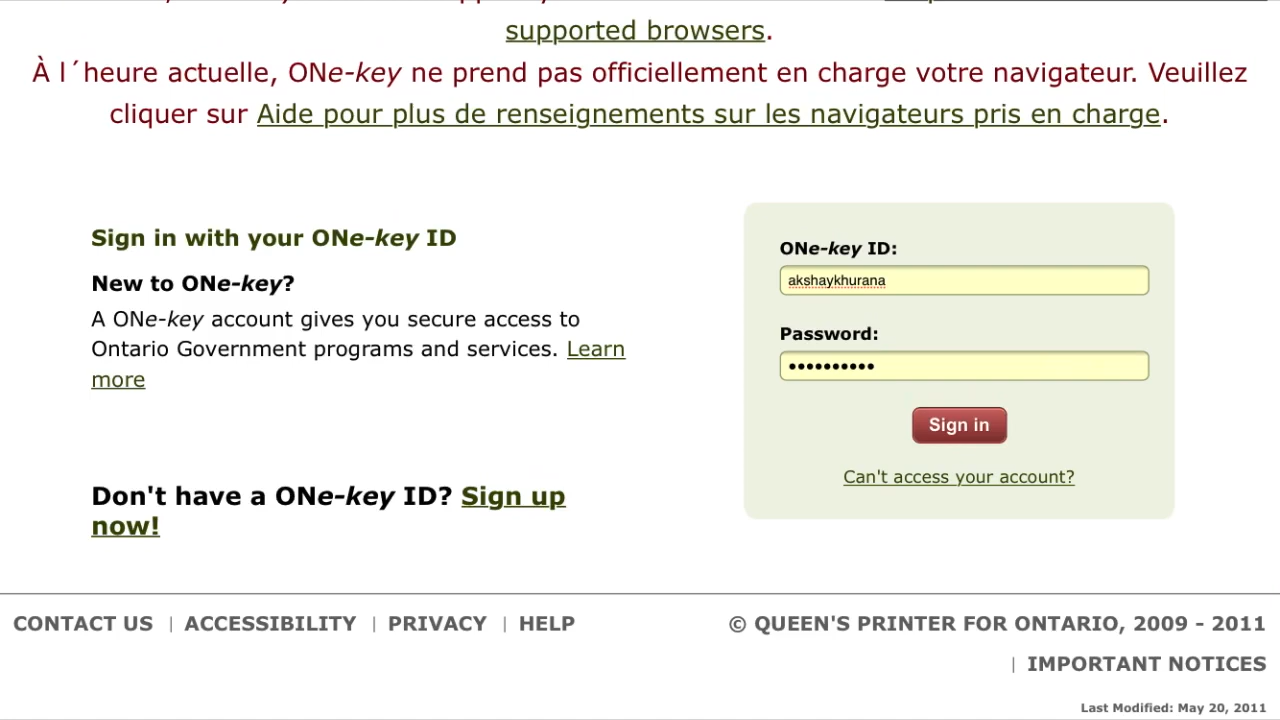 supported browsers.
À l´heure actuelle, ONe-key ne prend pas officiellement en charge votre navigateur. Veuillez
cliquer sur Aide pour plus de renseignements sur les navigateurs pris en charge.
Sign in with your ONe-key ID
New to ONe-key?
A ONe-key account gives you secure access to
Ontario Government programs and services. Learn
more
Don't have a ONe-key ID? Sign up
now!
ONe-key ID:
akshaykhurana
Password:
••••••••••
Sign in
Can't access your account?
CONTACT US | ACCESSIBILITY | PRIVACY | HELP
© QUEEN'S PRINTER FOR ONTARIO, 2009 - 2011
| IMPORTANT NOTICES
Last Modified: May 20, 2011